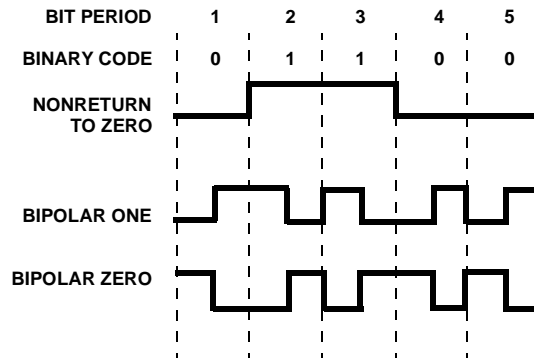 BIT PERIOD 1 2 3 4 5
BINARY CODE 0 1 1 0 0
NONRETURN
TO ZERO
BIPOLAR ONE
BIPOLAR ZERO